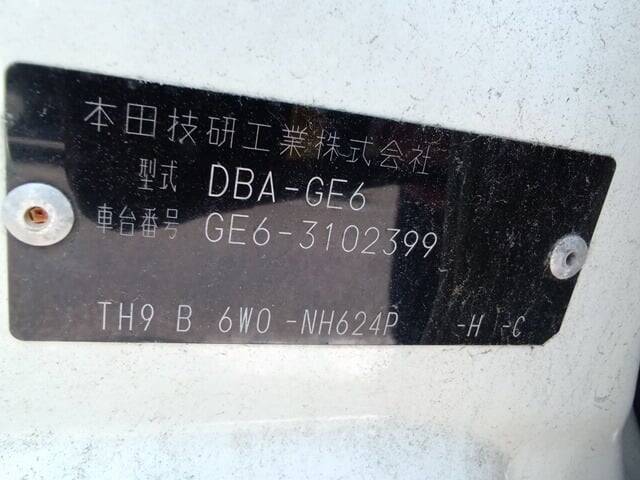 本田技研工業株式会社
型式 DBA-GE6
車台番号 GE6-3102399
TH9 B 6W0 -NH624P -H -C